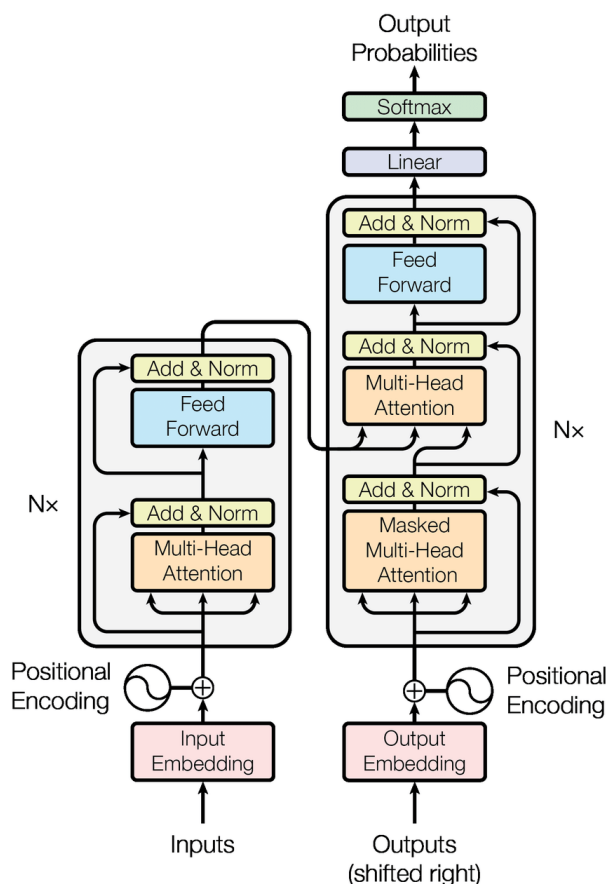 Output
Probabilities
Softmax
Linear
Add & Norm
Feed
Forward
Add & Norm
Multi-Head
Attention
Add & Norm
Masked
Multi-Head
Attention
N×
Add & Norm
Feed
Forward
Add & Norm
Multi-Head
Attention
N×
Positional
Encoding
Positional
Encoding
Input
Embedding
Output
Embedding
Inputs
Outputs
(shifted right)